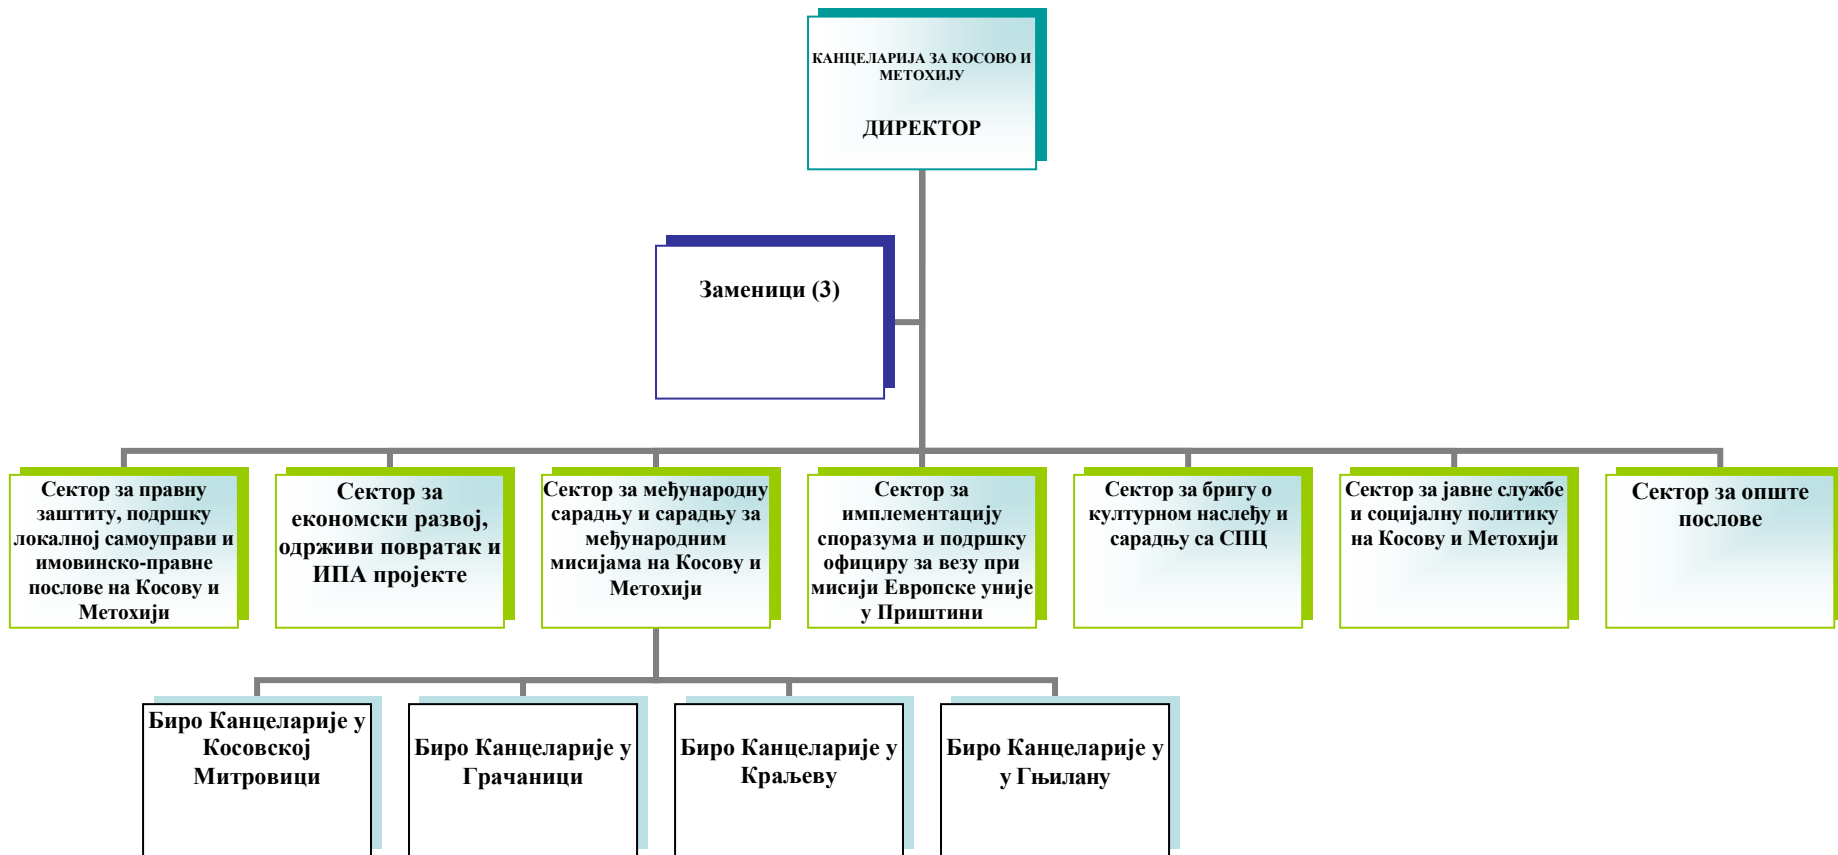 КАНЦЕЛАРИЈА ЗА КОСОВО И
МЕТОХИЈУ
ДИРЕКТОР
Заменици (3)
Сектор за правну
заштиту, подршку
локалној самоуправи и
имовинско-правне
послове на Косову и
Метохији
Сектор за
економски развој,
одрживи повратак и
ИПА пројекте
Сектор за међународну
сарадњу и сарадњу за
међународним
мисијама на Косову и
Метохији
Сектор за
имплементацију
споразума и подршку
официру за везу при
мисији Европске уније
у Приштини
Сектор за бригу о
културном наслеђу и
сарадњу са СПЦ
Сектор за јавне службе
и социјалну политику
на Косову и Метохији
Сектор за опште
послове
Биро Канцеларије у
Косовској
Митровици
Биро Канцеларије у
Грачаници
Биро Канцеларије у
Краљеву
Биро Канцеларије у
у Гњилану